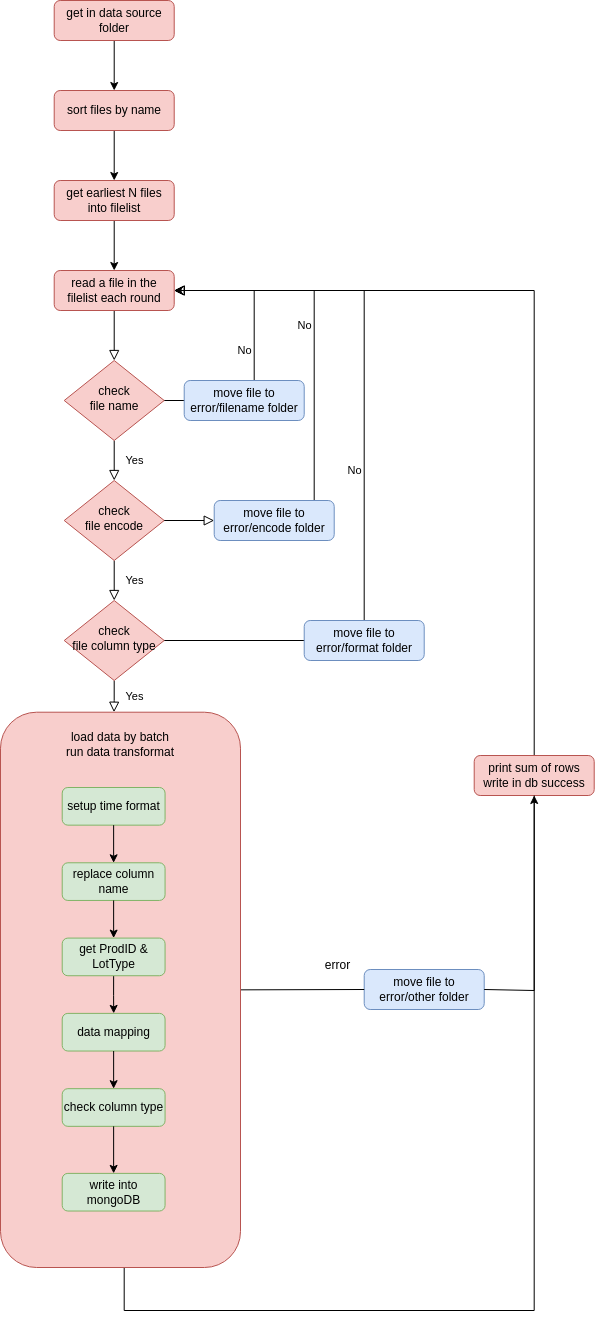 get in data source
folder
sort files by name
get earliest N files
into filelist
read a file in the
filelist each round
No
No
check
file name
move file to
error/filename folder
Yes
No
check
file encode
move file to
error/encode folder
Yes
check
file column type
move file to
error/format folder
Yes
load data by batch
run data transformat
print sum of rows
write in db success
setup time format
replace column
name
get ProdID &
LotType
error
move file to
error/other folder
data mapping
check column type
write into
mongoDB